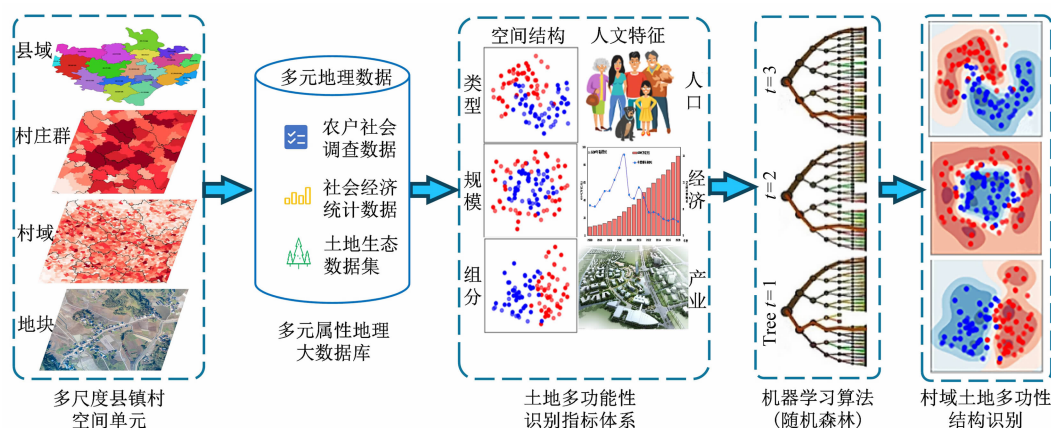 县域
村庄群
村域
地块
多尺度县镇村
空间单元
多元地理数据
农户社会
调查数据
社会经济
统计数据
土地生态
数据集
多元属性地理
大数据库
空间结构
人文特征
类型
人口
规模
经济
组分
产业
土地多功能性
识别指标体系
t=3
t=2
Tree t=1
机器学习算法
(随机森林)
村域土地多功性
结构识别